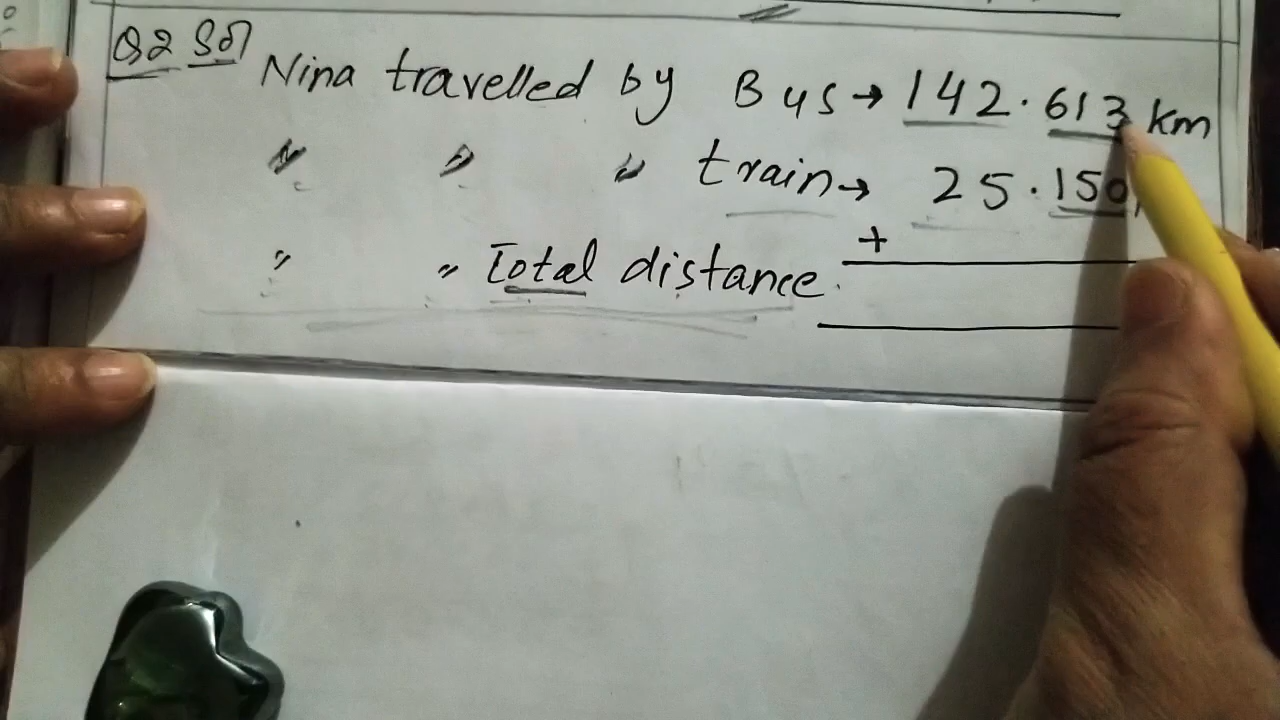 Q2 Sol
Nina travelled by Bus → 142.613 km
" " " train → 25.150
+
" " Total distance